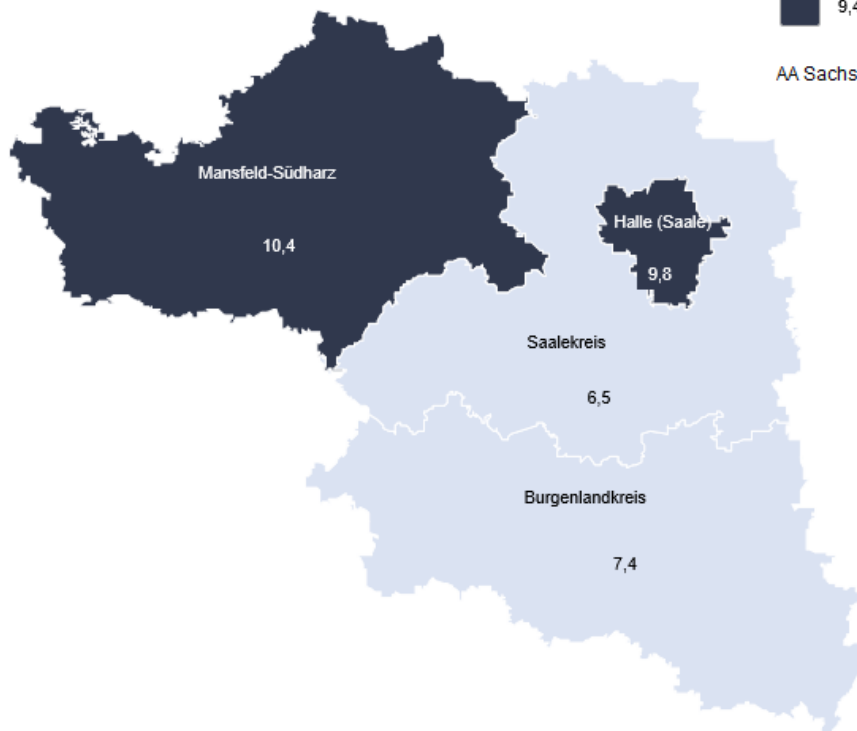 9,4
AA Sachs
Mansfeld-Südharz
10,4
Halle (Saale)
9,8
Saalekreis
6,5
Burgenlandkreis
7,4